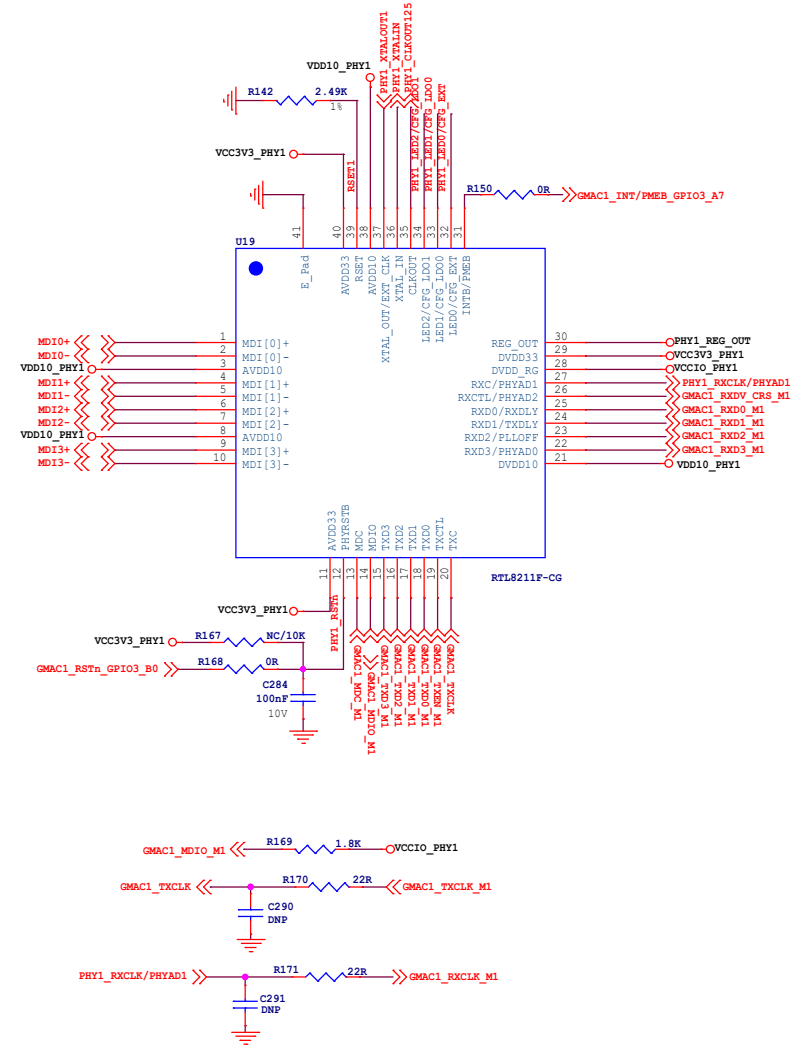 PHY1_XTALOUT1
PHY1_XTALIN
PHY1_CLKOUT125
VDD10_PHY1
R142 2.49K
1%
PHY1_LED2/CFG_LDO1
PHY1_LED1/CFG_LDO0
PHY1_LED0/CFG_EXT
VCC3V3_PHY1
RSET1
R150 0R
GMAC1_INT/PMEB_GPIO3_A7
41
40
39
38
37
36
35
34
33
32
31
U19
E_Pad
AVDD33
RSET
AVDD10
XTAL_OUT/EXT_CLK
XTAL_IN
CLKOUT
LED2/CFG_LDO1
LED1/CFG_LDO0
LED0/CFG_EXT
INTB/PMEB
MDI0+ 1 MDI[0]+
MDI0- 2 MDI[0]-
VDD10_PHY1 3 AVDD10
MDI1+ 4 MDI[1]+
MDI1- 5 MDI[1]-
MDI2+ 6 MDI[2]+
MDI2- 7 MDI[2]-
VDD10_PHY1 8 AVDD10
MDI3+ 9 MDI[3]+
MDI3- 10 MDI[3]-
REG_OUT 30 PHY1_REG_OUT
DVDD33 29 VCC3V3_PHY1
DVDD_RG 28 VCCIO_PHY1
RXC/PHYAD1 27 PHY1_RXCLK/PHYAD1
RXCTL/PHYAD2 26 GMAC1_RXDV_CRS_M1
RXD0/RXDLY 25 GMAC1_RXD0_M1
RXD1/TXDLY 24 GMAC1_RXD1_M1
RXD2/PLLOFF 23 GMAC1_RXD2_M1
RXD3/PHYAD0 22 GMAC1_RXD3_M1
DVDD10 21 VDD10_PHY1
AVDD33
PHYRSTB
MDC
MDIO
TXD3
TXD2
TXD1
TXD0
TXCTL
TXC
11
12
13
14
15
16
17
18
19
20
RTL8211F-CG
VCC3V3_PHY1
PHY1_RSTn
VCC3V3_PHY1 R167 NC/10K
GMAC1_RSTn_GPIO3_B0 R168 0R
C284
100nF
10V
GMAC1_MDC_M1
GMAC1_MDIO_M1
GMAC1_TXD3_M1
GMAC1_TXD2_M1
GMAC1_TXD1_M1
GMAC1_TXD0_M1
GMAC1_TXEN_M1
GMAC1_TXCLK
GMAC1_MDIO_M1 R169 1.8K VCCIO_PHY1
GMAC1_TXCLK R170 22R GMAC1_TXCLK_M1
C290
DNP
PHY1_RXCLK/PHYAD1 R171 22R GMAC1_RXCLK_M1
C291
DNP